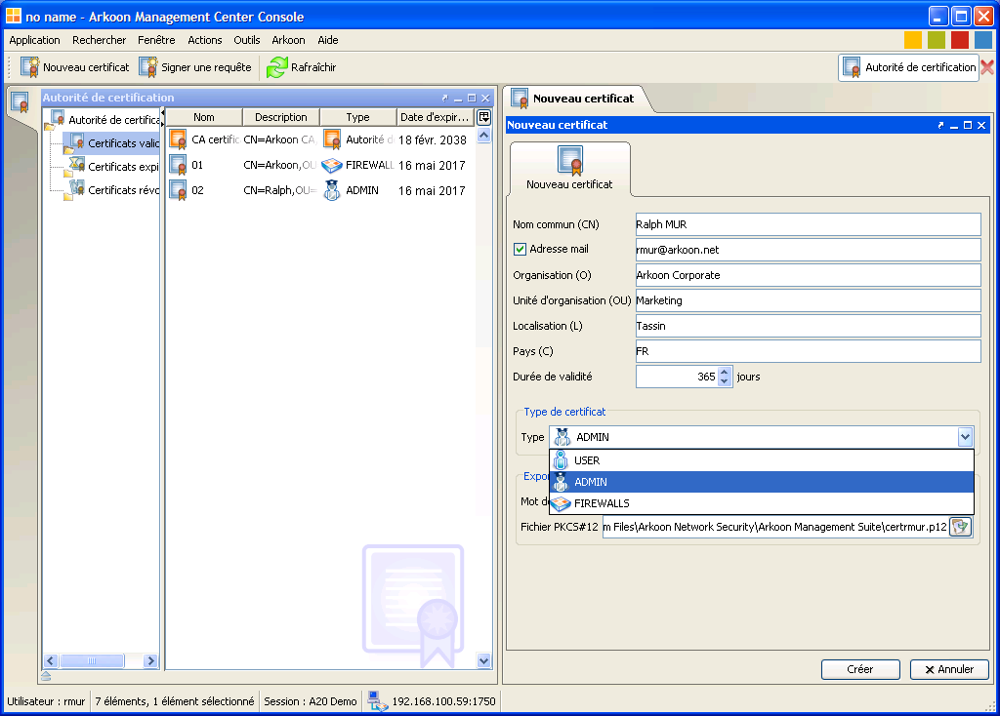 no name - Arkoon Management Center Console
Application Rechercher Fenêtre Actions Outils Arkoon Aide
Nouveau certificat Signer une requête Rafraîchir Autorité de certification
Autorité de certification
Autorité de certifica
Certificats valid
Certificats expi
Certificats révo
Nom Description Type Date d'expir...
CA certific CN=Arkoon CA Autorité d 18 févr. 2038
01 CN=Arkoon,OU FIREWALL 16 mai 2017
02 CN=Ralph,OU= ADMIN 16 mai 2017
Nouveau certificat
Nouveau certificat
Nouveau certificat
Nom commun (CN) Ralph MUR
Adresse mail rmur@arkoon.net
Organisation (O) Arkoon Corporate
Unité d'organisation (OU) Marketing
Localisation (L) Tassin
Pays (C) FR
Durée de validité 365 jours
Type de certificat
Type ADMIN
USER
ADMIN
FIREWALLS
Expor
Mot d
Fichier PKCS#12 m Files\Arkoon Network Security\Arkoon Management Suite\certrmur.p12
Créer Annuler
Utilisateur : rmur 7 éléments, 1 élément sélectionné Session : A20 Demo 192.168.100.59:1750